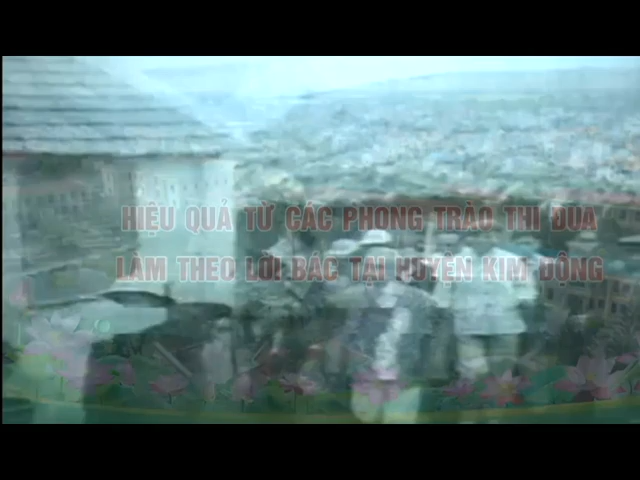 HIỆU QUẢ TỪ CÁC PHONG TRÀO THI ĐUA
LÀM THEO LỜI BÁC TẠI HUYỆN KIM ĐỘNG